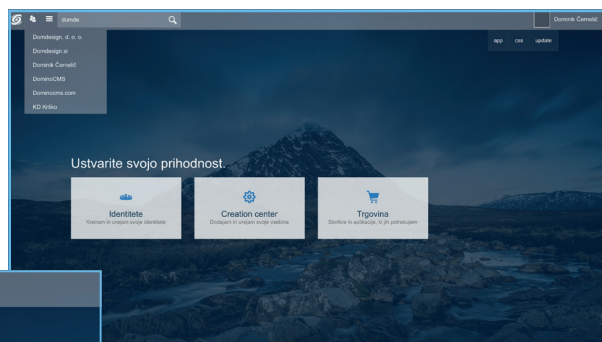 domde
Dominik Černelič
Domdesign, d. o. o.
Domdesign.si
Dominik Černelič
DominoCMS
Dominocms.com
KD Krško
app css update
Ustvarite svojo prihodnost.
Identitete
Kreiram in urejam svoje identitete
Creation center
Dodajam in urejam svoje vsebine
Trgovina
Storitve in aplikacije, ki jih potrebujem